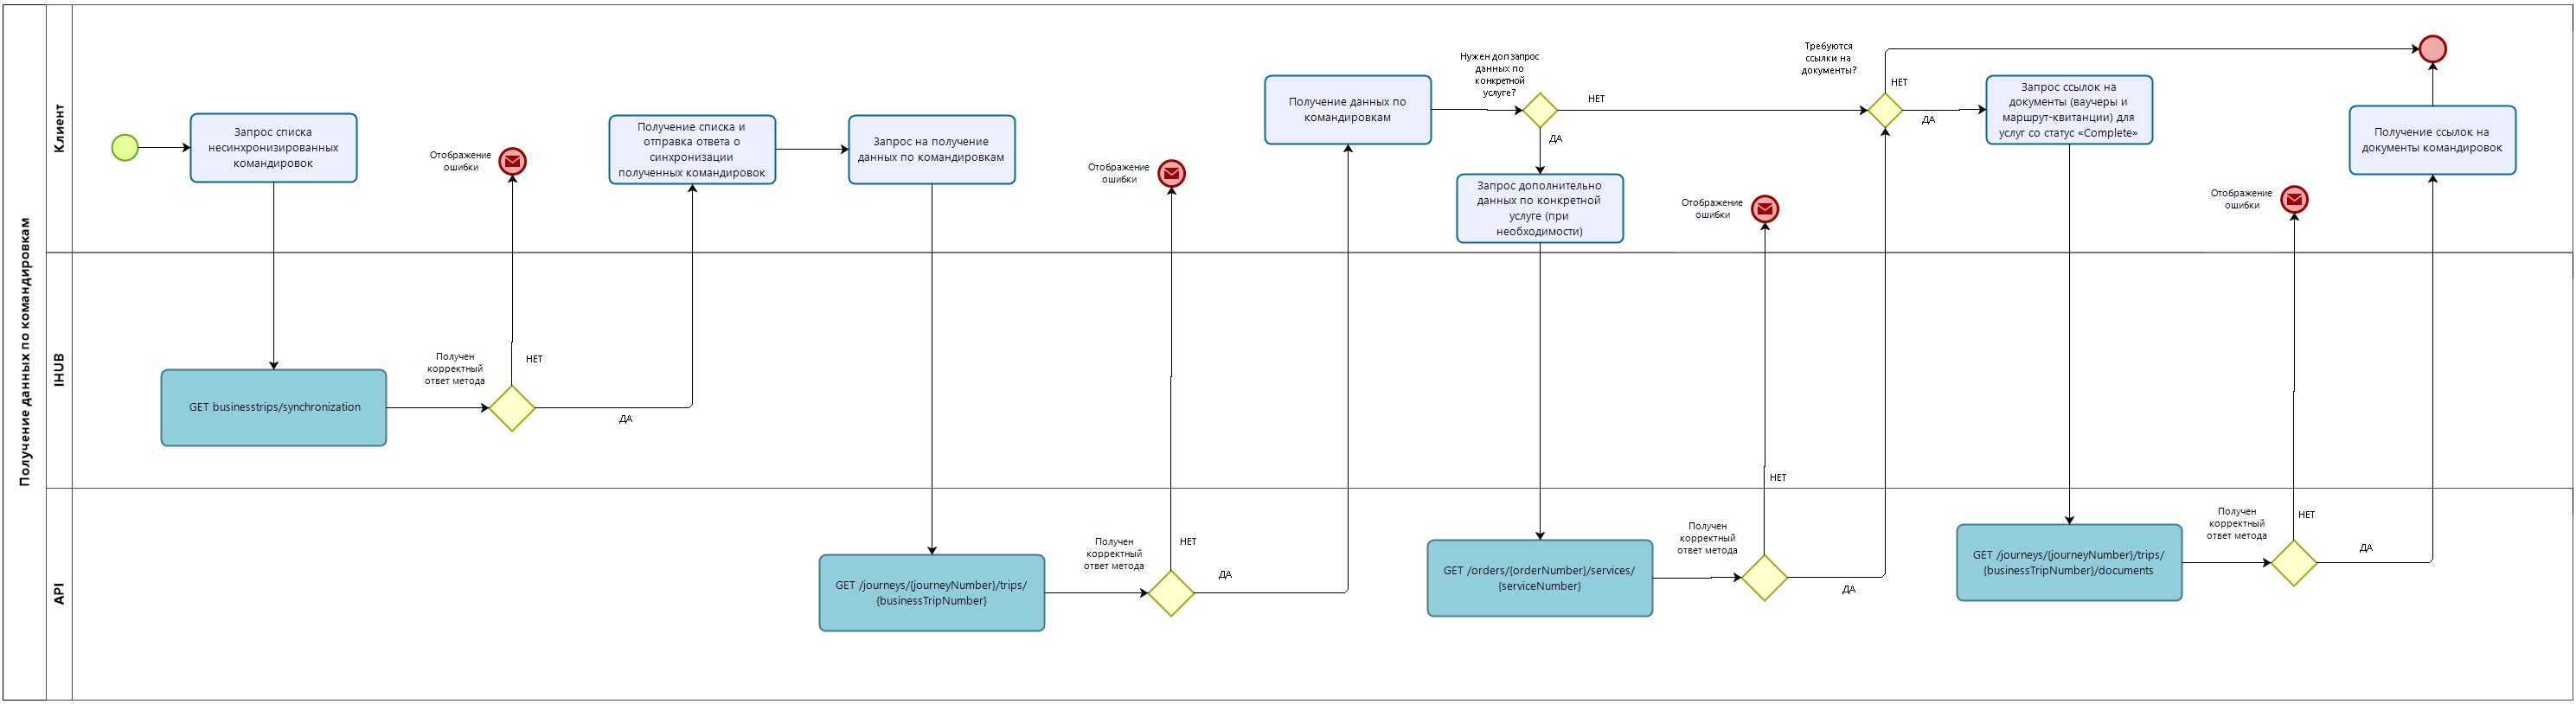 Получение данных по командировкам
Клиент
Запрос списка
несинхронизированных
командировок
Отображение
ошибки
Получение списка и
отправка ответа о
синхронизации
полученных командировок
Запрос на получение
данных по командировкам
Отображение
ошибки
Получение данных по
командировкам
Нужен доп запрос
данных по
конкретной
услуге?
НЕТ
ДА
Запрос дополнительно
данных по конкретной
услуге (при
необходимости)
Отображение
ошибки
Требуются
ссылки на
документы?
НЕТ
ДА
Запрос ссылок на
документы (ваучеры и
маршрут-квитанции) для
услуг со статус «Complete»
Отображение
ошибки
Получение ссылок на
документы командировок
IHUB
GET businesstrips/synchronization
Получен
корректный
ответ метода
НЕТ
ДА
API
GET /journeys/{journeyNumber}/trips/
{businessTripNumber}
Получен
корректный
ответ метода
НЕТ
ДА
GET /orders/{orderNumber}/services/
{serviceNumber}
Получен
корректный
ответ метода
НЕТ
ДА
GET /journeys/{journeyNumber}/trips/
{businessTripNumber}/documents
Получен
корректный
ответ метода
НЕТ
ДА